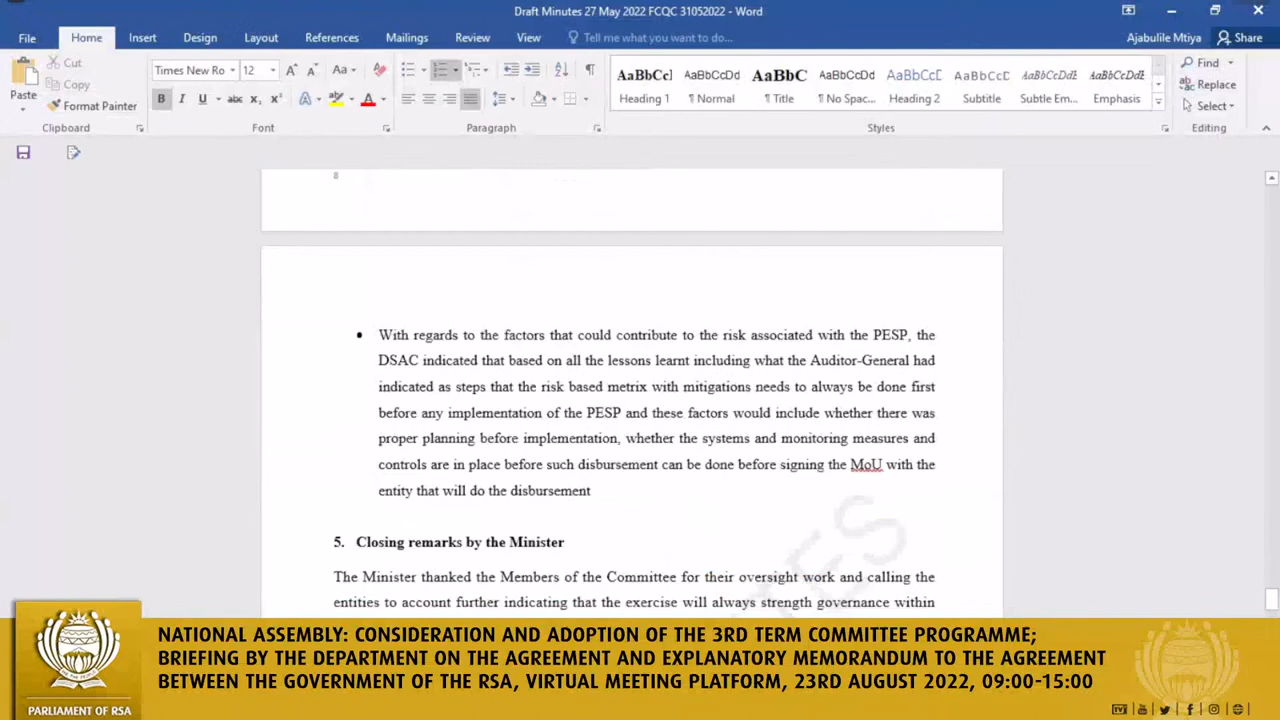 Draft Minutes 27 May 2022 FCQC 31052022 - Word
File Home Insert Design Layout References Mailings Review View Tell me what you want to do... Ajabulile Mtiya Share
Paste
Cut
Copy
Format Painter
Clipboard
Times New Ro 12
Font
Paragraph
AaBbCcl AaBbCcDd AaBbC AaBbCcDd AaBbCcD AaBbCcDd AaBbCcDdE AaBbCcDdE
Heading 1 ¶ Normal ¶ Title ¶ No Spac... Heading 2 Subtitle Subtle Em... Emphasis
Styles
Find
Replace
Select
Editing
8
• With regards to the factors that could contribute to the risk associated with the PESP, the
DSAC indicated that based on all the lessons learnt including what the Auditor-General had
indicated as steps that the risk based metrix with mitigations needs to always be done first
before any implementation of the PESP and these factors would include whether there was
proper planning before implementation, whether the systems and monitoring measures and
controls are in place before such disbursement can be done before signing the MoU with the
entity that will do the disbursement
5. Closing remarks by the Minister
The Minister thanked the Members of the Committee for their oversight work and calling the
entities to account further indicating that the exercise will always strength governance within
NATIONAL ASSEMBLY: CONSIDERATION AND ADOPTION OF THE 3RD TERM COMMITTEE PROGRAMME;
BRIEFING BY THE DEPARTMENT ON THE AGREEMENT AND EXPLANATORY MEMORANDUM TO THE AGREEMENT
BETWEEN THE GOVERNMENT OF THE RSA, VIRTUAL MEETING PLATFORM, 23RD AUGUST 2022, 09:00-15:00
PARLIAMENT OF RSA